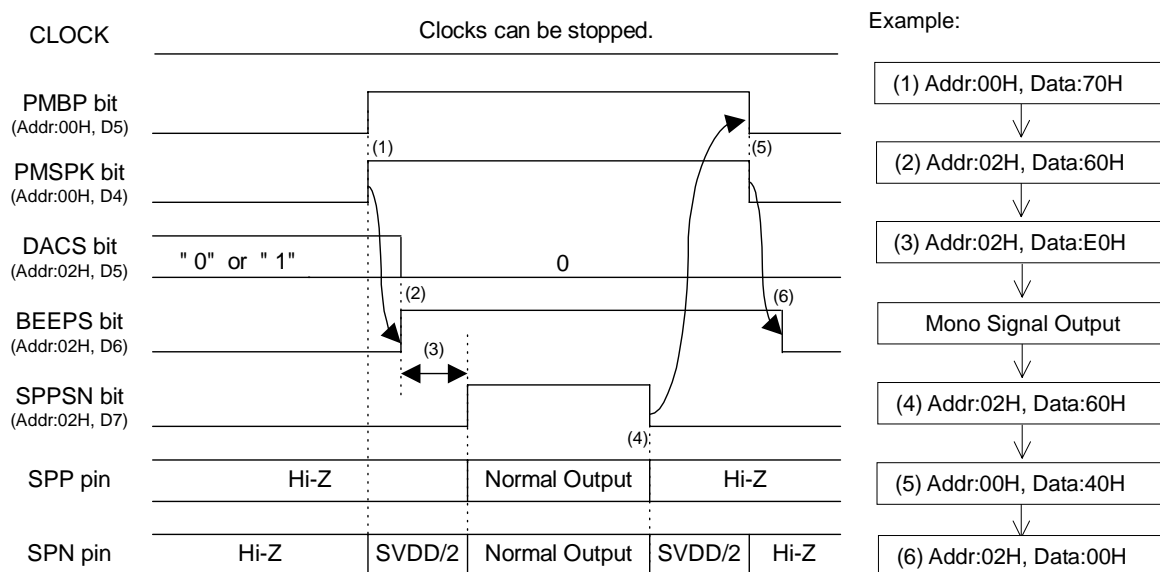 CLOCK
Clocks can be stopped.
PMBP bit
(Addr:00H, D5)
(1)
(5)
PMSPK bit
(Addr:00H, D4)
DACS bit
(Addr:02H, D5)
" 0" or " 1"
0
(2)
(6)
BEEPS bit
(Addr:02H, D6)
(3)
SPPSN bit
(Addr:02H, D7)
(4)
SPP pin
Hi-Z
Normal Output
Hi-Z
SPN pin
Hi-Z
SVDD/2
Normal Output
SVDD/2
Hi-Z
Example:
(1) Addr:00H, Data:70H
(2) Addr:02H, Data:60H
(3) Addr:02H, Data:E0H
Mono Signal Output
(4) Addr:02H, Data:60H
(5) Addr:00H, Data:40H
(6) Addr:02H, Data:00H